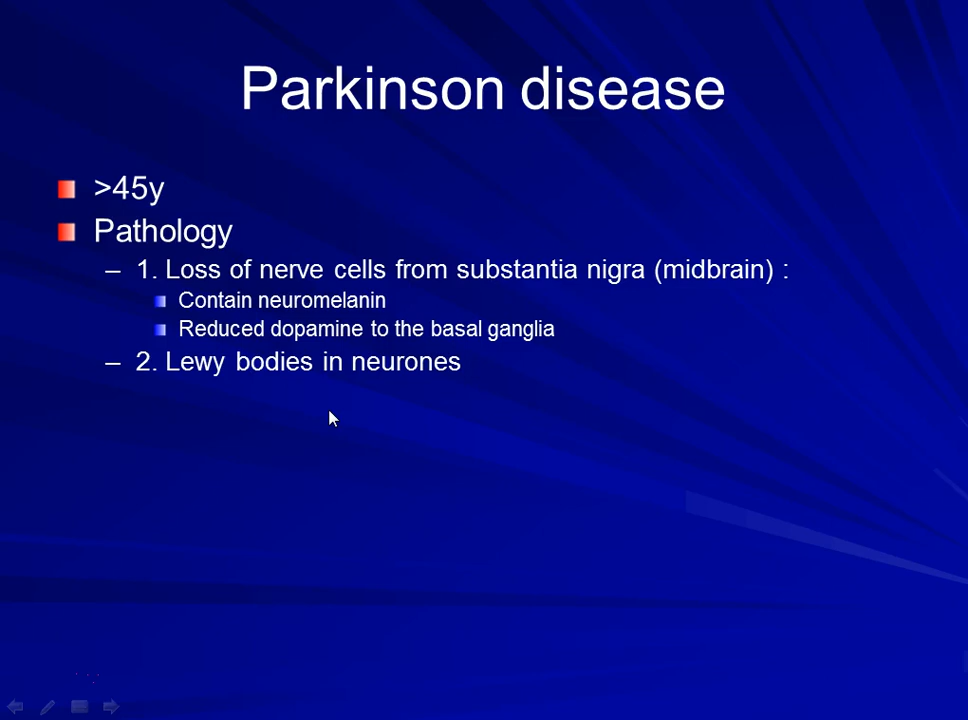 Parkinson disease
>45y
Pathology
– 1. Loss of nerve cells from substantia nigra (midbrain) :
Contain neuromelanin
Reduced dopamine to the basal ganglia
– 2. Lewy bodies in neurones